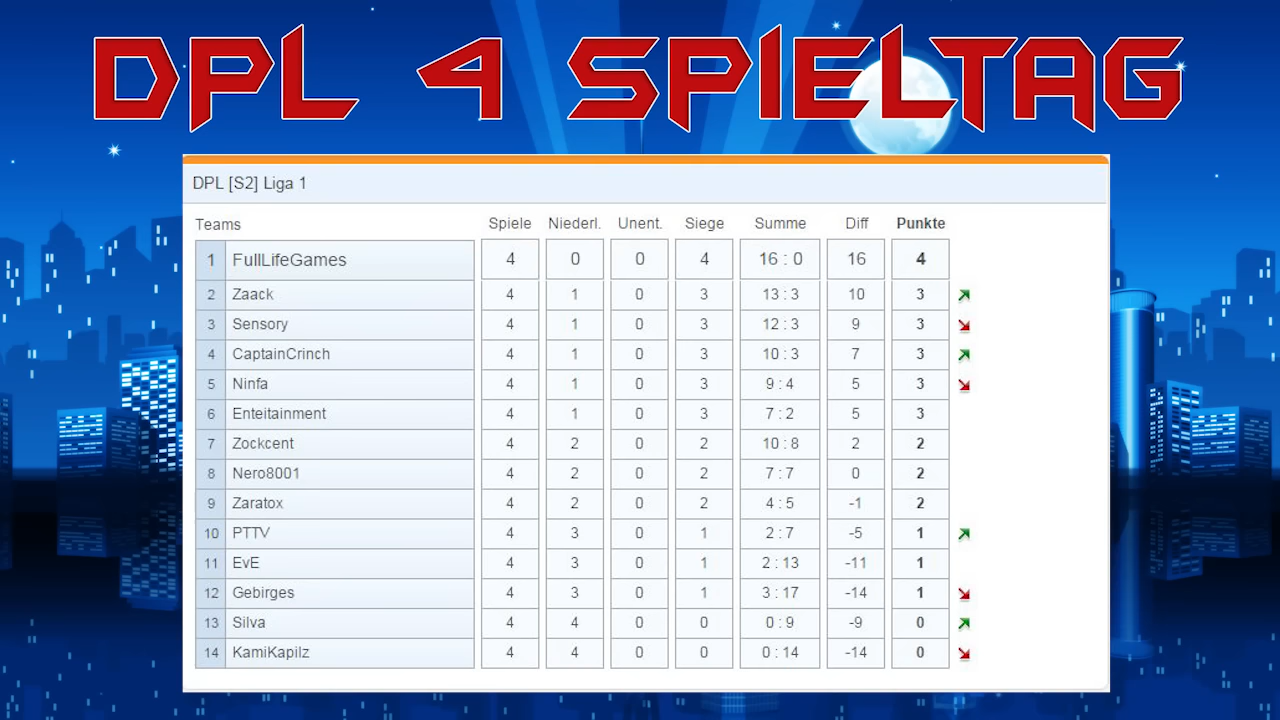 DPL 4 SPIELTAG
DPL [S2] Liga 1
Teams Spiele Niederl. Unent. Siege Summe Diff Punkte
1 FullLifeGames 4 0 0 4 16 : 0 16 4
2 Zaack 4 1 0 3 13 : 3 10 3
3 Sensory 4 1 0 3 12 : 3 9 3
4 CaptainCrinch 4 1 0 3 10 : 3 7 3
5 Ninfa 4 1 0 3 9 : 4 5 3
6 Enteitainment 4 1 0 3 7 : 2 5 3
7 Zockcent 4 2 0 2 10 : 8 2 2
8 Nero8001 4 2 0 2 7 : 7 0 2
9 Zaratox 4 2 0 2 4 : 5 -1 2
10 PTTV 4 3 0 1 2 : 7 -5 1
11 EvE 4 3 0 1 2 : 13 -11 1
12 Gebirges 4 3 0 1 3 : 17 -14 1
13 Silva 4 4 0 0 0 : 9 -9 0
14 KamiKapilz 4 4 0 0 0 : 14 -14 0